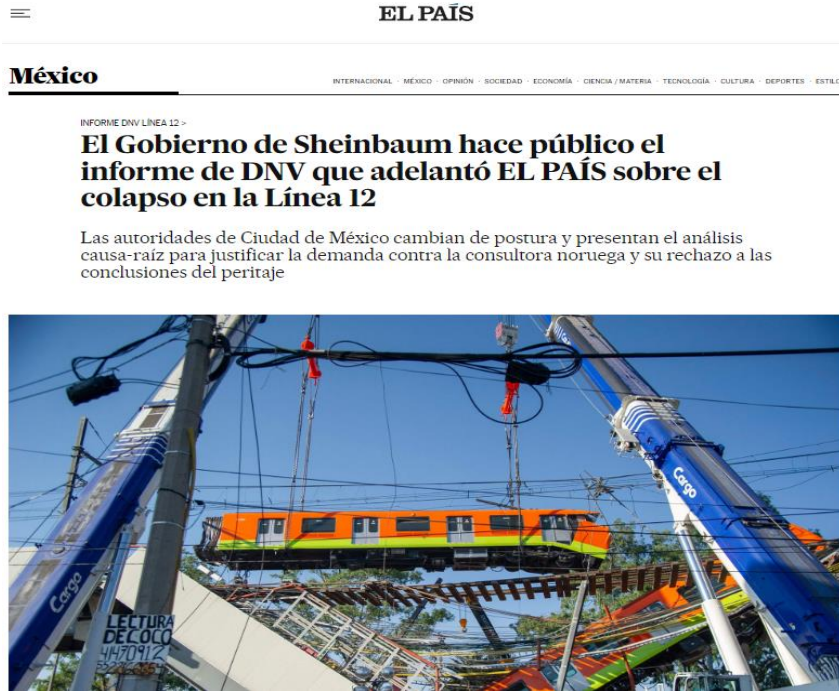 EL PAÍS
México
INTERNACIONAL · MÉXICO · OPINIÓN · SOCIEDAD · ECONOMÍA · CIENCIA / MATERIA · TECNOLOGÍA · CULTURA · DEPORTES · ESTILO
INFORME DNV LÍNEA 12 >
El Gobierno de Sheinbaum hace público el
informe de DNV que adelantó EL PAÍS sobre el
colapso en la Línea 12
Las autoridades de Ciudad de México cambian de postura y presentan el análisis
causa-raíz para justificar la demanda contra la consultora noruega y su rechazo a las
conclusiones del peritaje
Cargo
Cargo
LECTURA
DE COCO